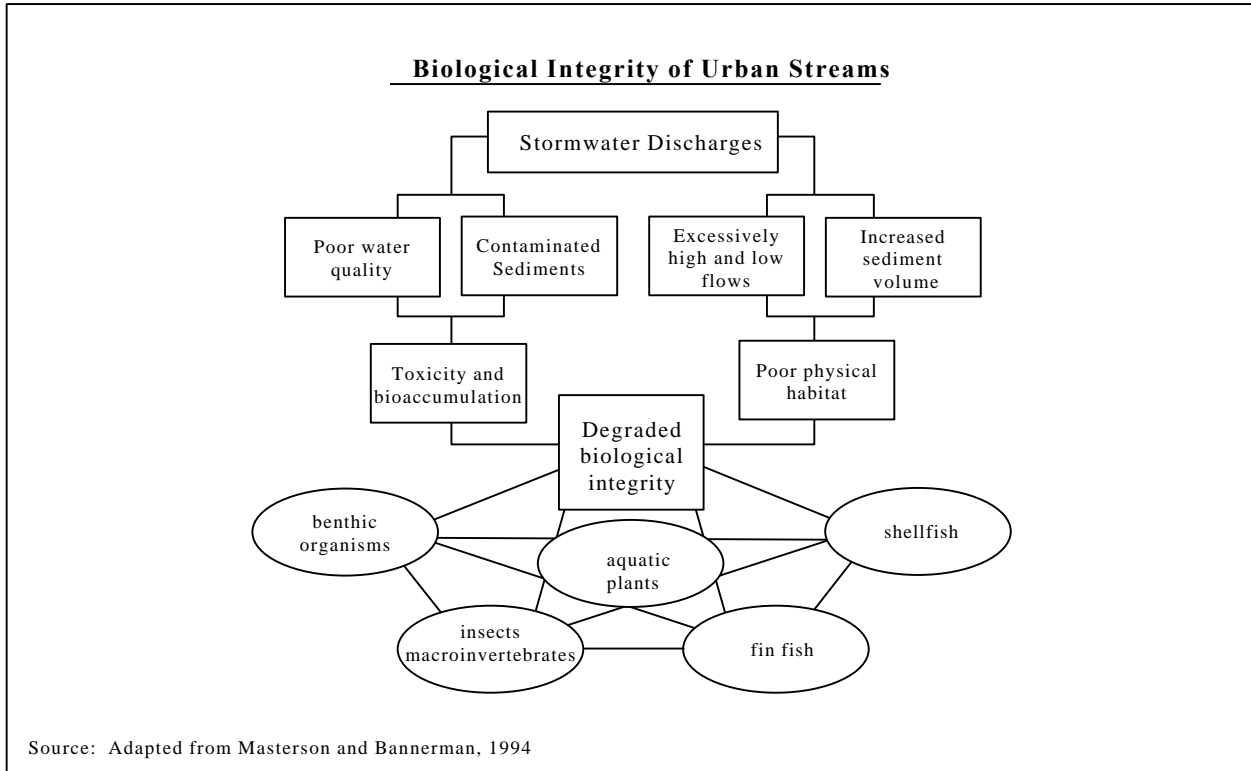 Biological Integrity of Urban Streams
Stormwater Discharges
Poor water
quality
Contaminated
Sediments
Excessively
high and low
flows
Increased
sediment
volume
Toxicity and
bioaccumulation
Poor physical
habitat
Degraded
biological
integrity
benthic
organisms
aquatic
plants
shellfish
insects
macroinvertebrates
fin fish
Source: Adapted from Masterson and Bannerman, 1994